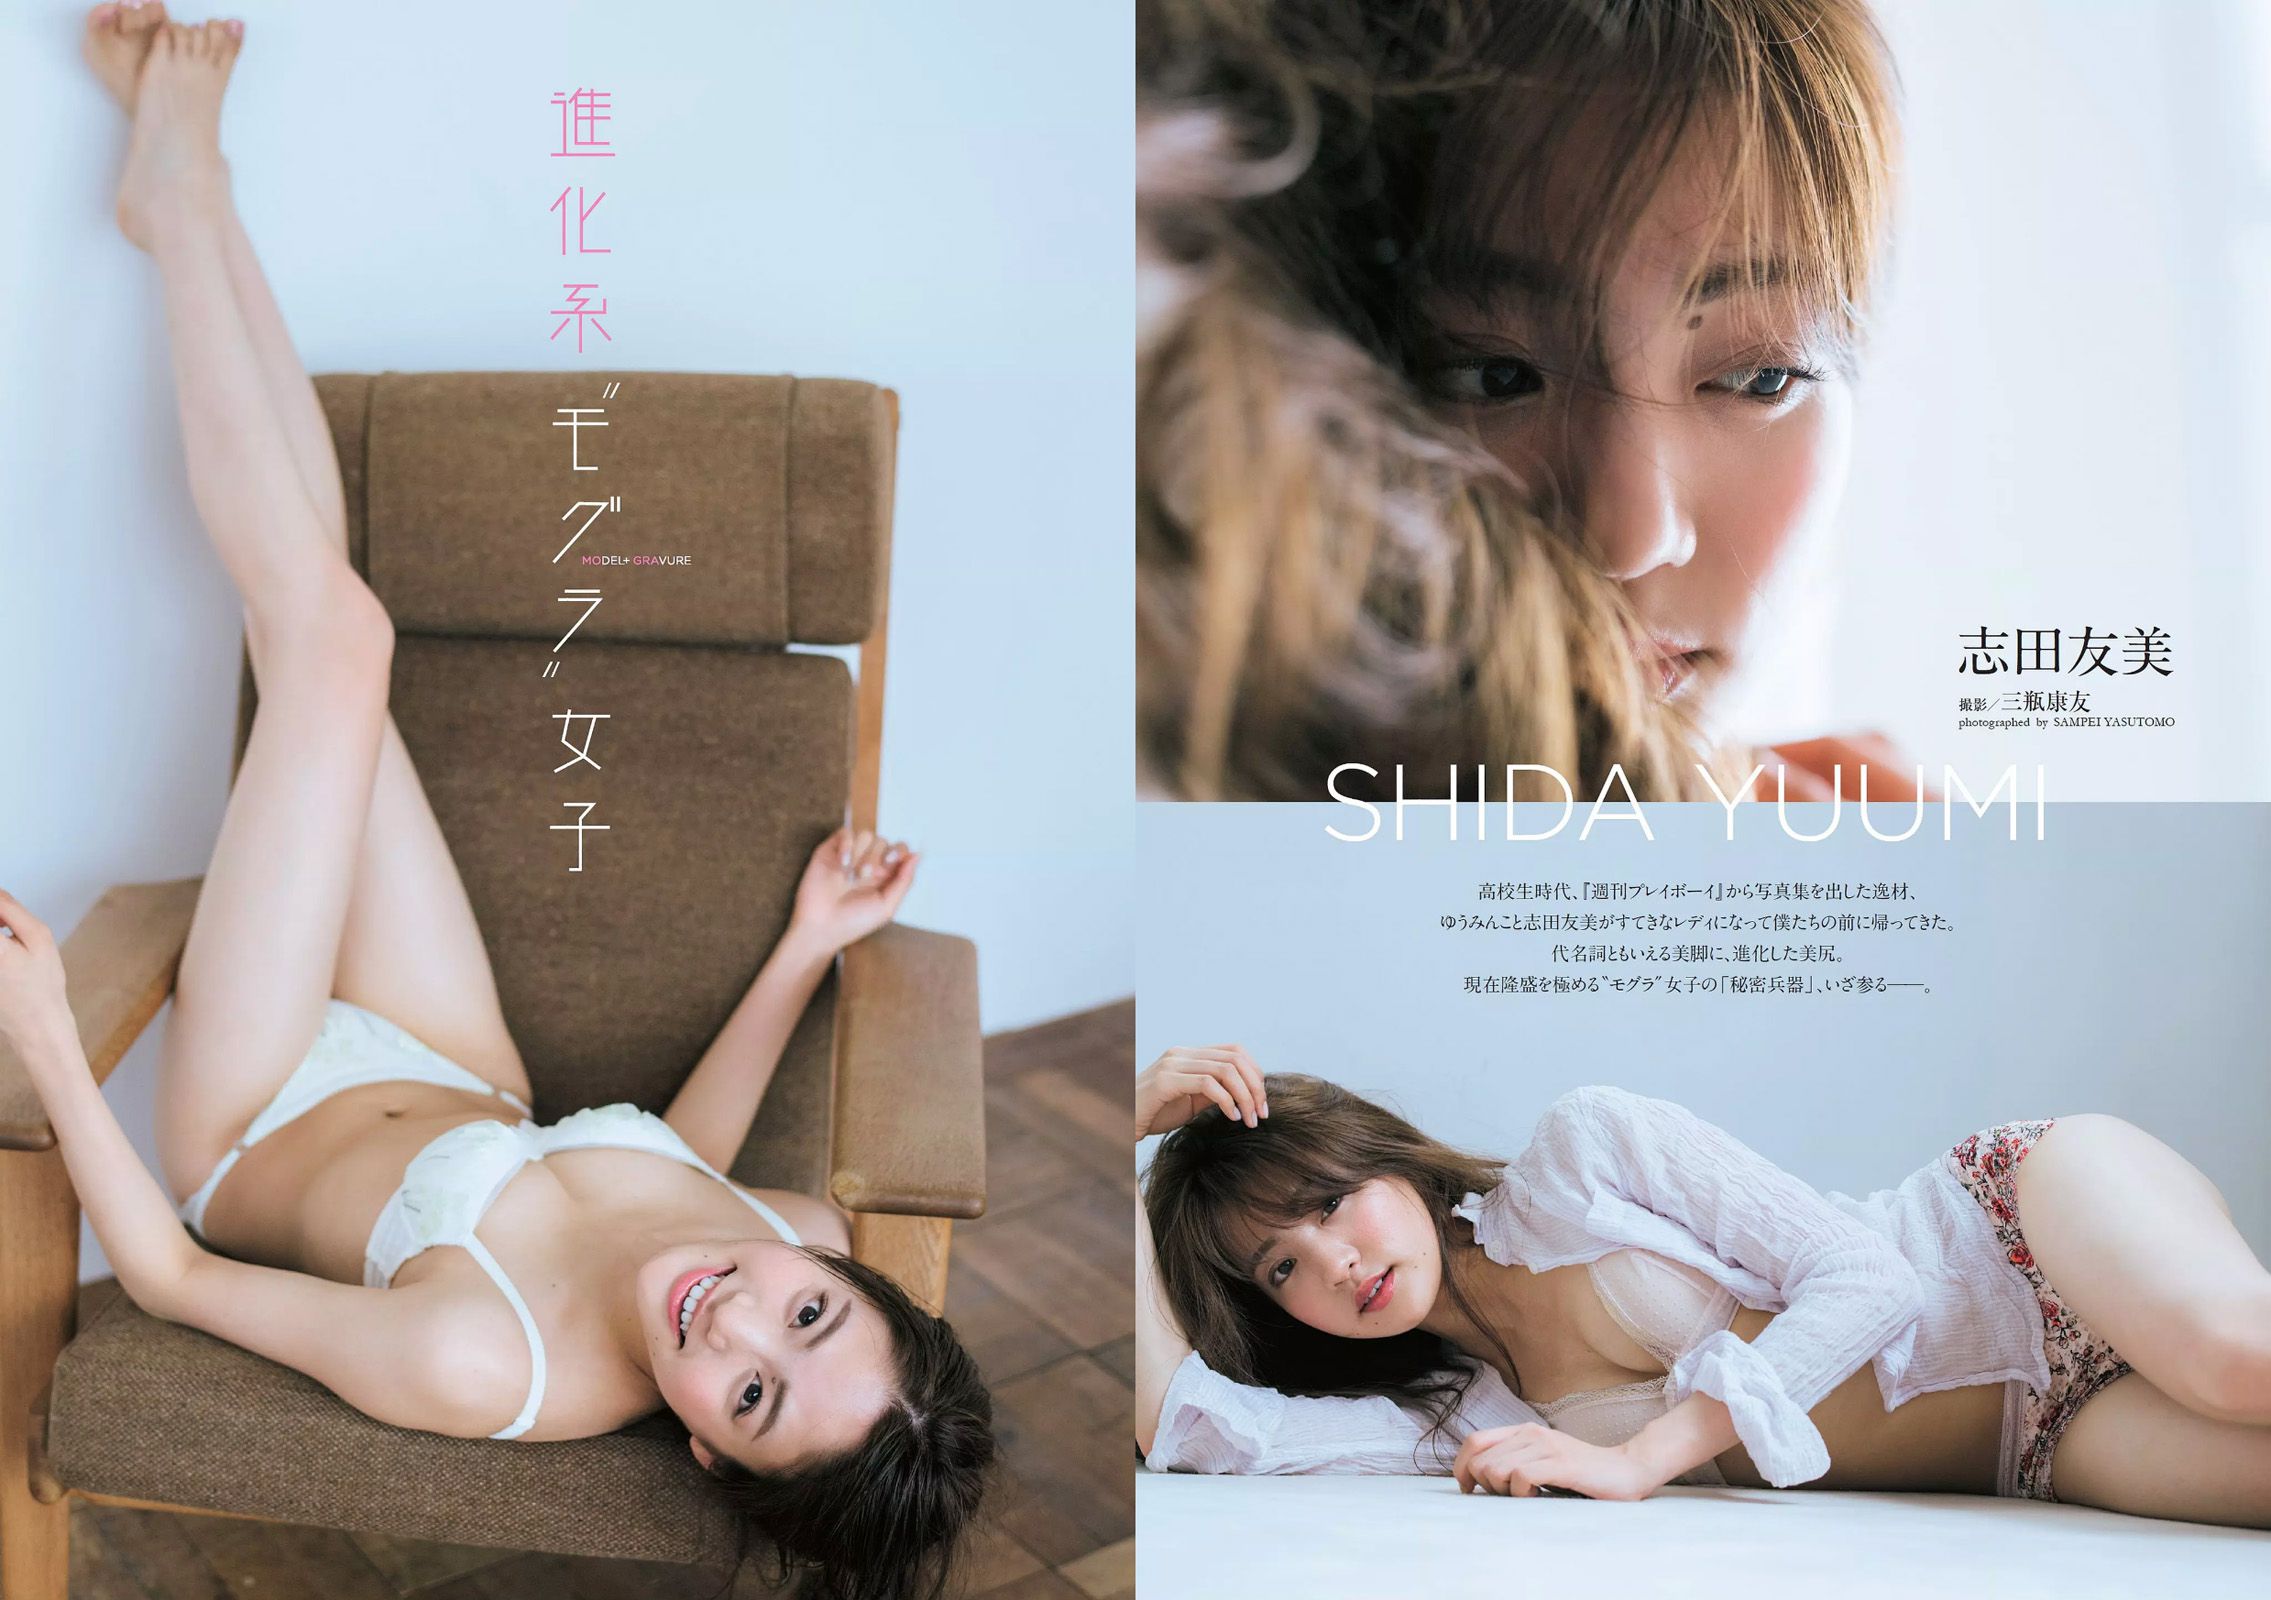 進化系〝モグラ〟女子
MODEL+ GRAVURE
志田友美
撮影／三瓶康友
photographed by SAMPEI YASUTOMO
SHIDA YUUMI
高校生時代、『週刊プレイボーイ』から写真集を出した逸材、
ゆうみんこと志田友美がすてきなレディになって僕たちの前に帰ってきた。
代名詞ともいえる美脚に、進化した美尻。
現在隆盛を極める〝モグラ〟女子の「秘密兵器」、いざ参る——。